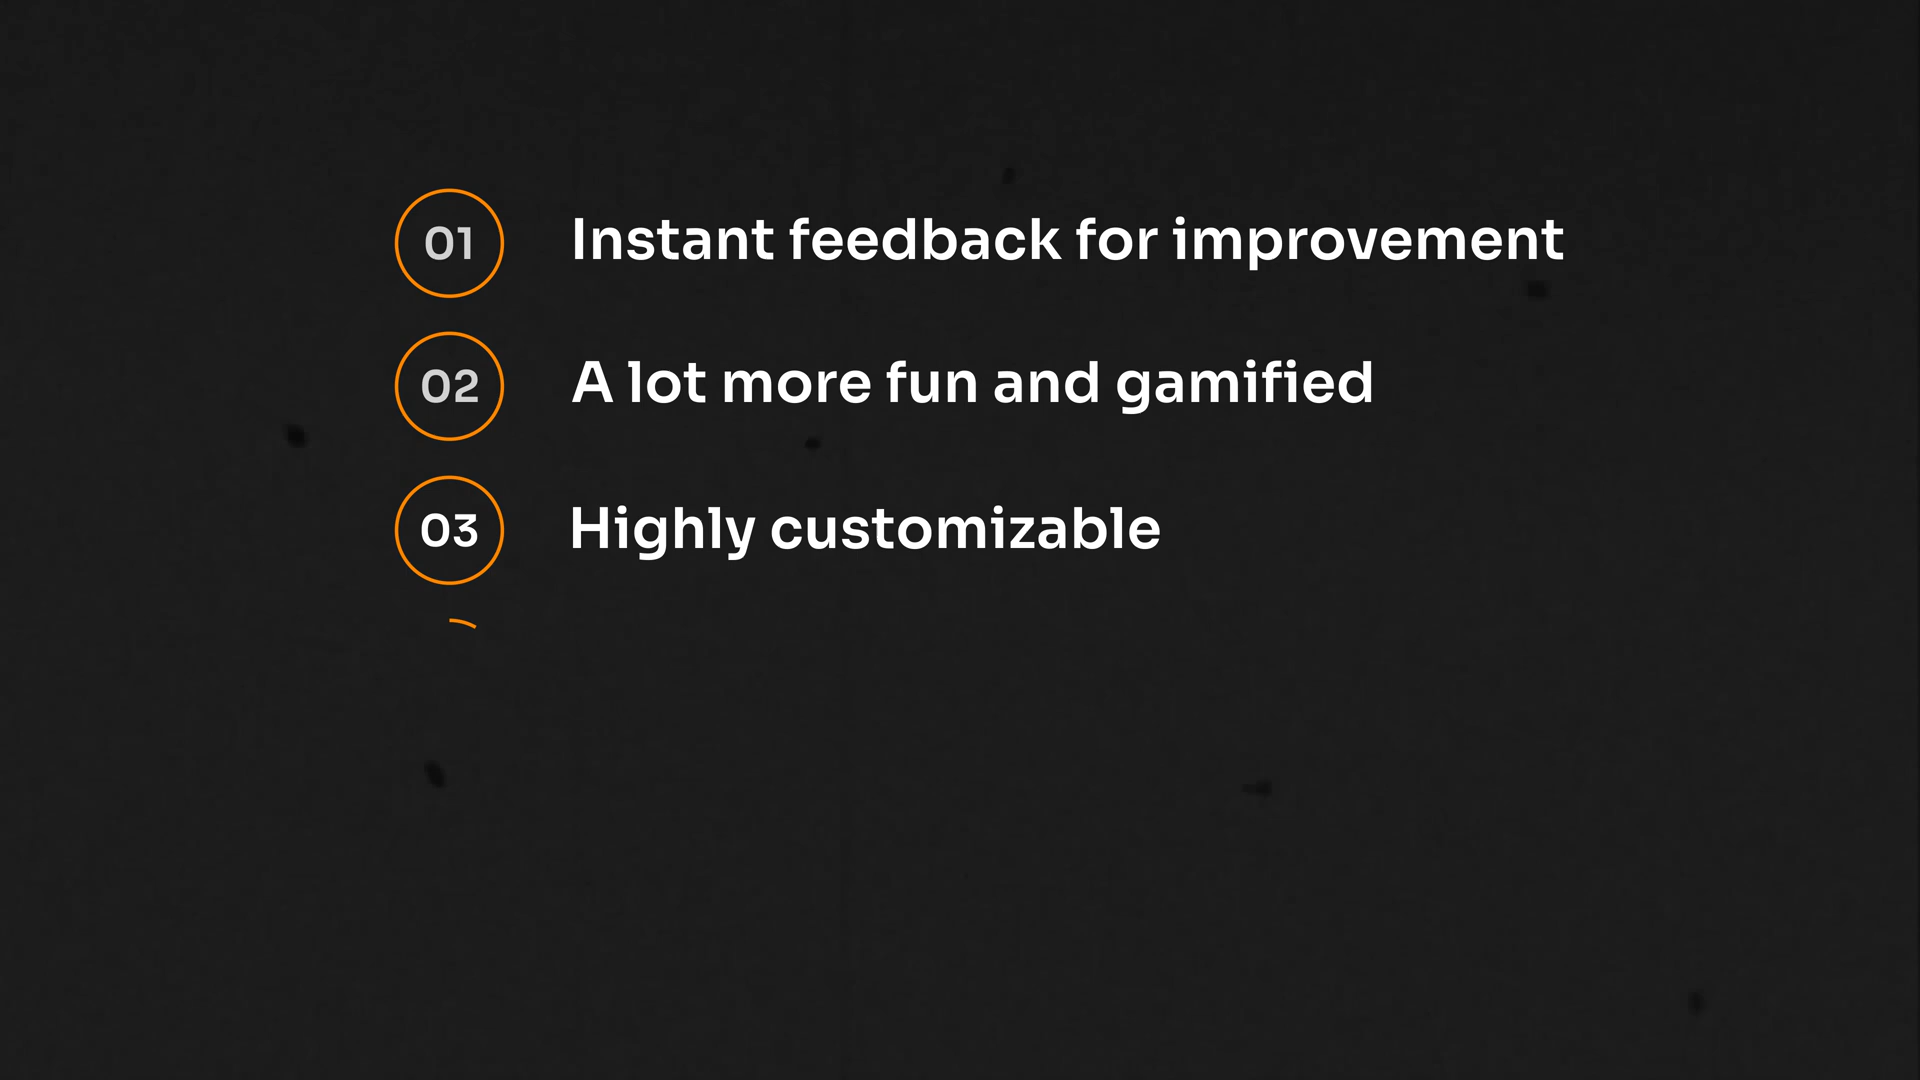 01 Instant feedback for improvement
02 A lot more fun and gamified
03 Highly customizable